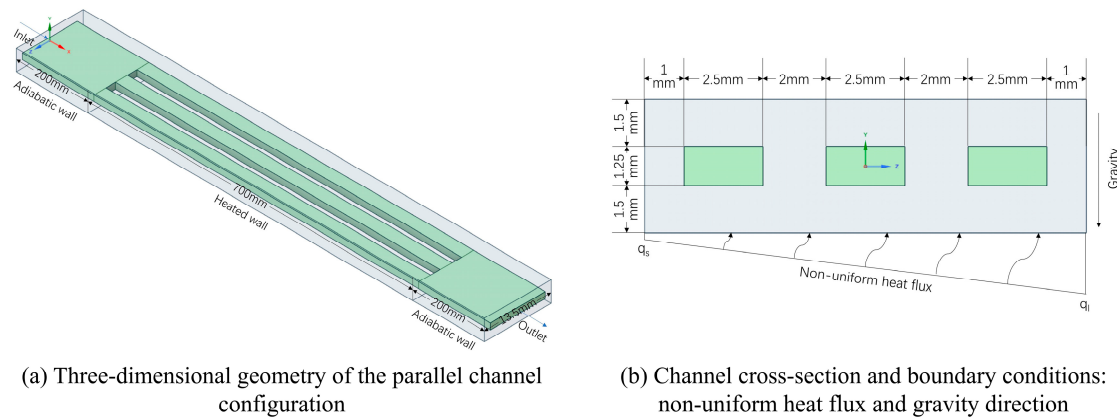 Inlet
Y
Z
X
200mm
Adiabatic wall
700mm
Heated wall
200mm
Adiabatic wall
13.5mm
Outlet
(a) Three-dimensional geometry of the parallel channel
configuration
1
mm
2.5mm
2mm
2.5mm
2mm
2.5mm
1
mm
1.5
mm
1.25
mm
1.5
mm
Y
Z
Gravity
qs
Non-uniform heat flux
ql
(b) Channel cross-section and boundary conditions:
non-uniform heat flux and gravity direction